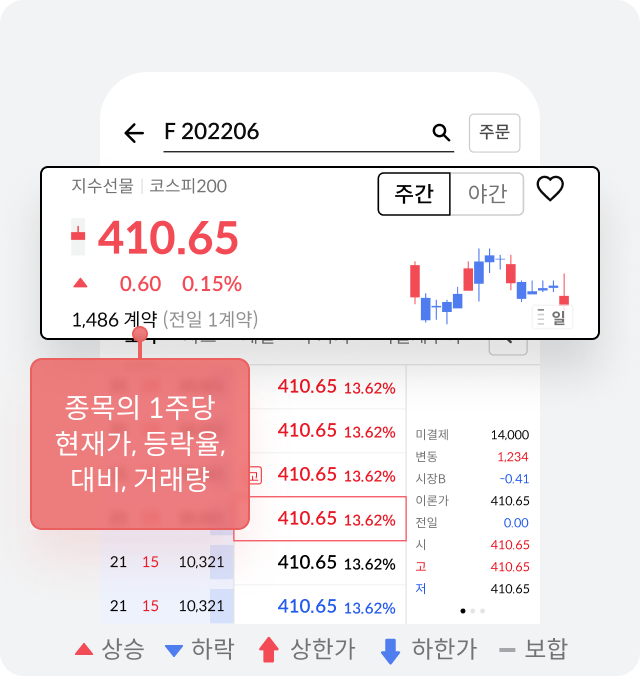 F 202206
주문
지수선물 | 코스피200
주간 야간
410.65
0.60 0.15%
1,486 계약 (전일 1계약)
일
종목의 1주당
현재가, 등락율,
대비, 거래량
410.65 13.62%
410.65 13.62%
고 410.65 13.62%
410.65 13.62%
21 15 10,321 410.65 13.62%
21 15 10,321 410.65 13.62%
미결제 14,000
변동 1,234
시장B -0.41
이론가 410.65
전일 0.00
시 410.65
고 410.65
저 410.65
상승 하락 상한가 하한가 보합